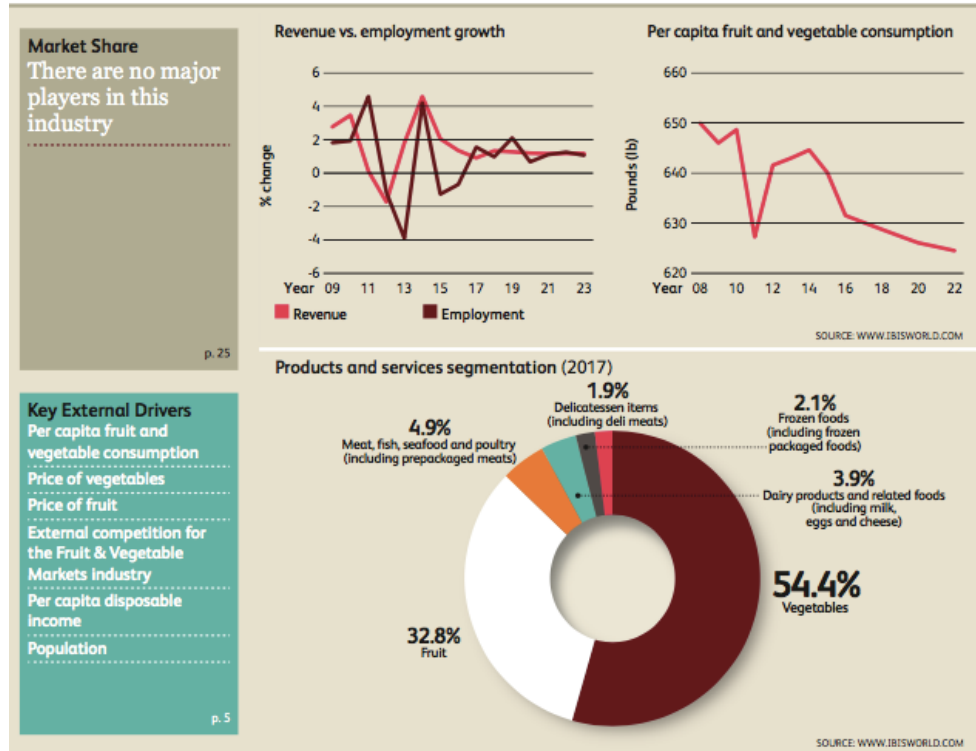 Market Share
There are no major
players in this
industry
p. 25
Key External Drivers
Per capita fruit and
vegetable consumption
Price of vegetables
Price of fruit
External competition for
the Fruit & Vegetable
Markets industry
Per capita disposable
income
Population
p. 5
Revenue vs. employment growth
% change
6
4
2
0
-2
-4
-6
Year 09 11 13 15 17 19 21 23
Revenue Employment
Per capita fruit and vegetable consumption
Pounds (lb)
660
650
640
630
620
Year 08 10 12 14 16 18 20 22
SOURCE: WWW.IBISWORLD.COM
Products and services segmentation (2017)
1.9%
Delicatessen items
(including deli meats)
2.1%
Frozen foods
(including frozen
packaged foods)
4.9%
Meat, fish, seafood and poultry
(including prepackaged meats)
3.9%
Dairy products and related foods
(including milk,
eggs and cheese)
54.4%
Vegetables
32.8%
Fruit
SOURCE: WWW.IBISWORLD.COM